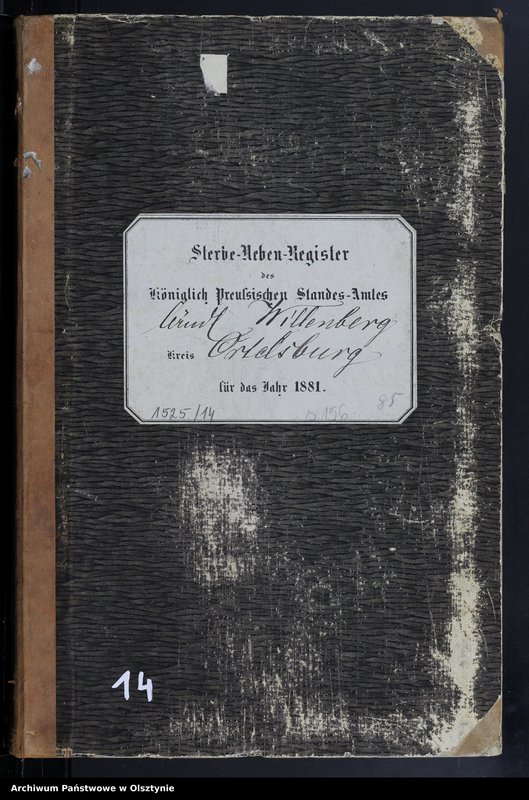 Sterbe-Neben-Register
des
Königlich Preußischen Standes-Amtes
Willenberg
Kreis Ortelsburg
für das Jahr 1881.
1525/14
156
85
14
Archiwum Państwowe w Olsztynie